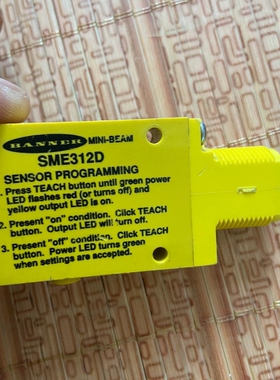 BANNER MINI-BEAM
SME312D
SENSOR PROGRAMMING
1. Press TEACH button until green power
LED flashes red (or turns off) and
yellow output LED is on.
2. Present "on" condition. Click TEACH
button. Output LED will turn off.
3. Present "off" condition. Click TEACH
button. Power LED turns green
when settings are accepted.